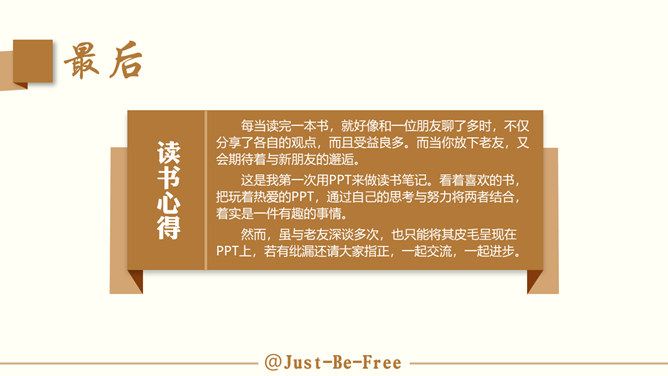 最后
读书心得
每当读完一本书，就好像和一位朋友聊了多时，不仅
分享了各自的观点，而且受益良多。而当你放下老友，又
会期待着与新朋友的邂逅。
这是我第一次用PPT来做读书笔记。看着喜欢的书，
把玩着热爱的PPT，通过自己的思考与努力将两者结合，
着实是一件有趣的事情。
然而，虽与老友深谈多次，也只能将其皮毛呈现在
PPT上，若有纰漏还请大家指正，一起交流，一起进步。
@Just-Be-Free